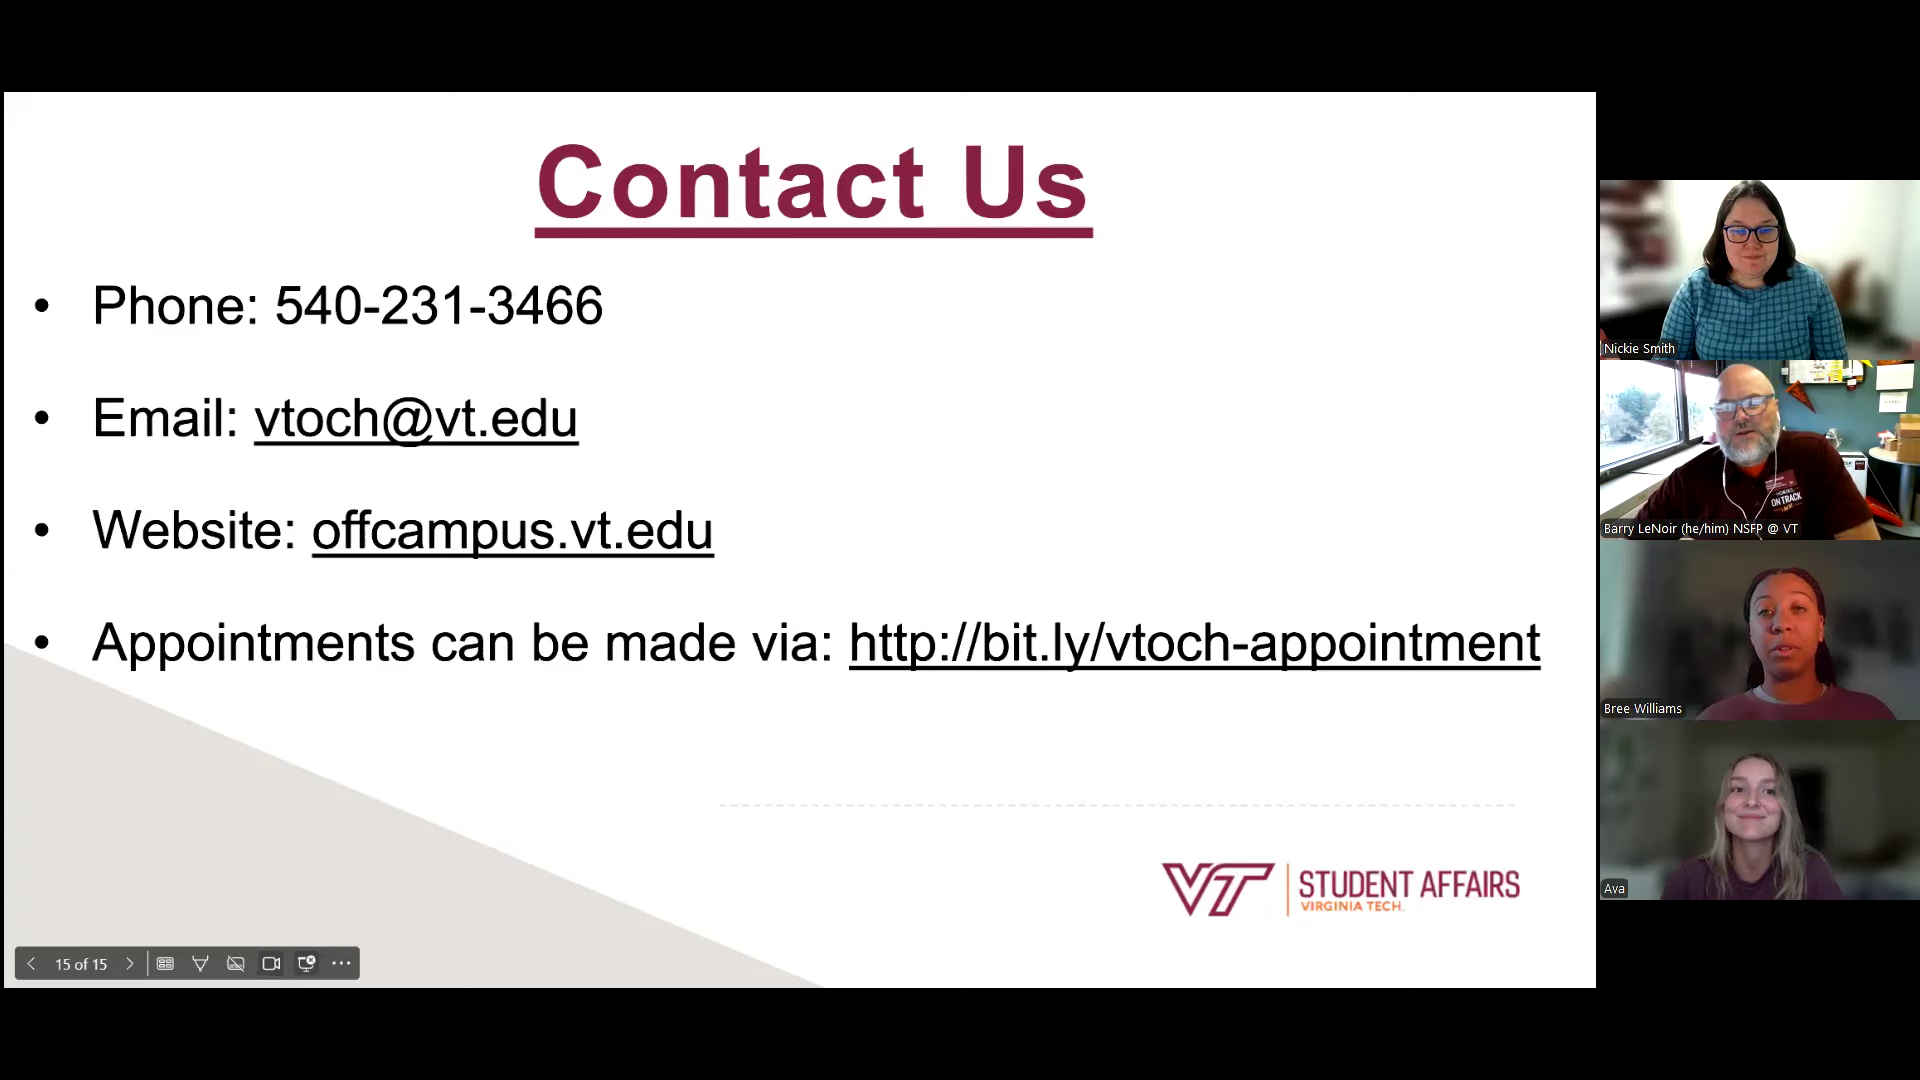 Contact Us
• Phone: 540-231-3466
• Email: vtoch@vt.edu
• Website: offcampus.vt.edu
• Appointments can be made via: http://bit.ly/vtoch-appointment
VT STUDENT AFFAIRS
VIRGINIA TECH.
15 of 15
Nickie Smith
ON TRACK
Barry LeNoir (he/him) NSFP @ VT
Bree Williams
Ava